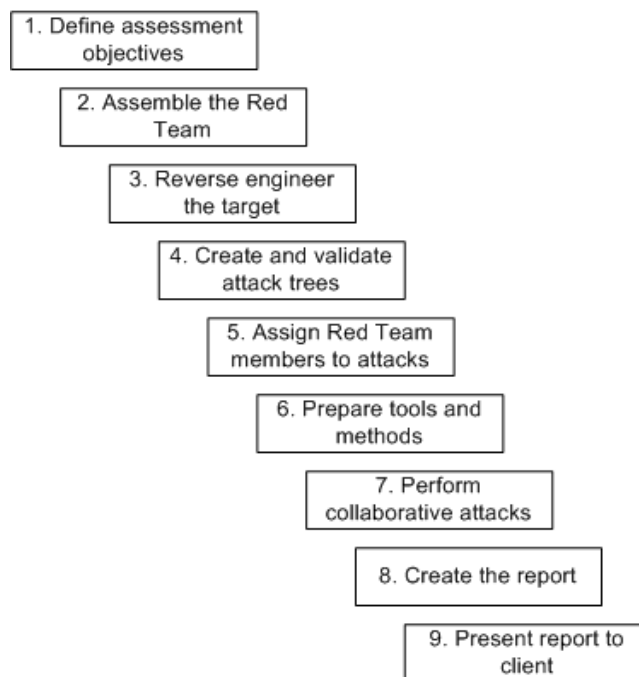 1. Define assessment
objectives
2. Assemble the Red
Team
3. Reverse engineer
the target
4. Create and validate
attack trees
5. Assign Red Team
members to attacks
6. Prepare tools and
methods
7. Perform
collaborative attacks
8. Create the report
9. Present report to
client